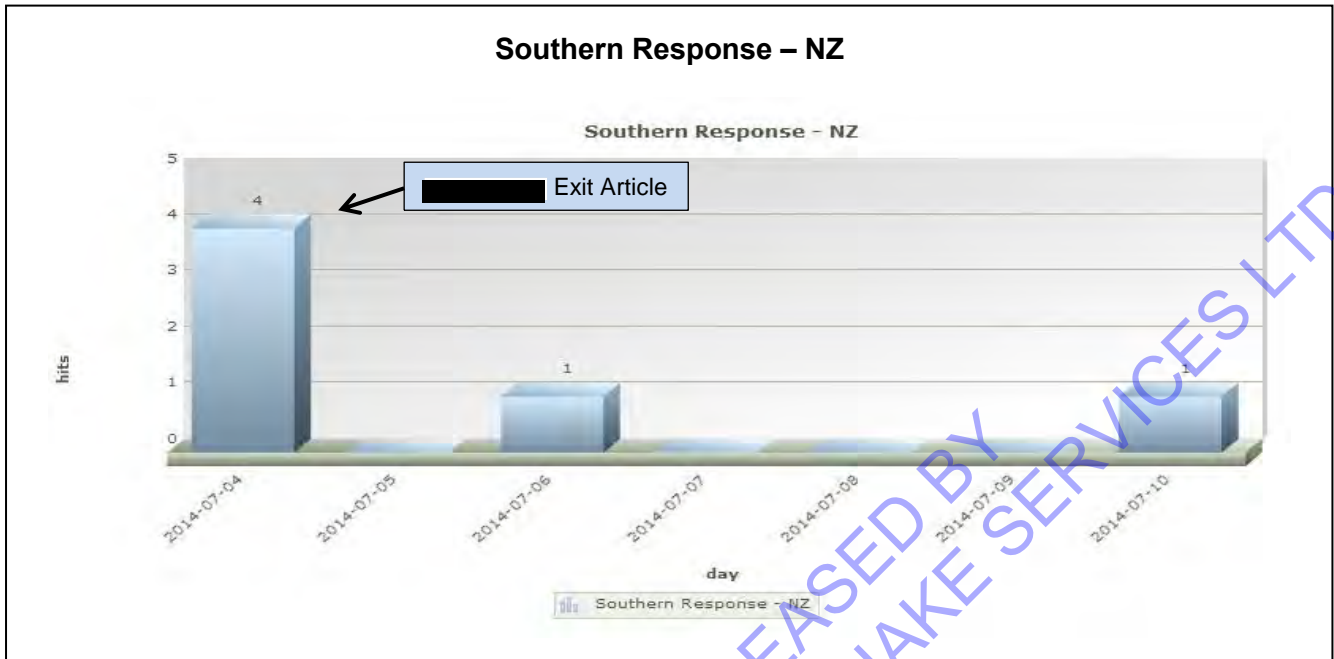 Southern Response – NZ
Southern Response - NZ
5
4
3
2
1
0
hits
4
Exit Article
1
1
2014-07-04
2014-07-05
2014-07-06
2014-07-07
2014-07-08
2014-07-09
2014-07-10
day
Southern Response - NZ
EASED BY
JAKE SERVICES LTD